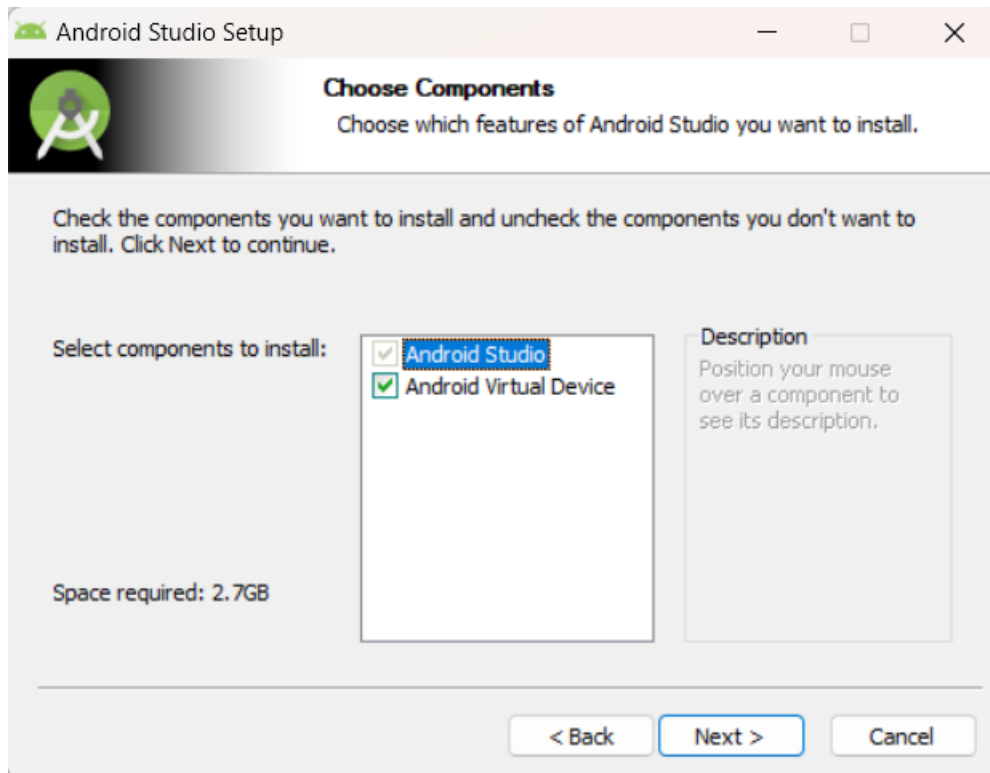 Android Studio Setup
Choose Components
Choose which features of Android Studio you want to install.
Check the components you want to install and uncheck the components you don't want to
install. Click Next to continue.
Select components to install:
Android Studio
Android Virtual Device
Description
Position your mouse
over a component to
see its description.
Space required: 2.7GB
< Back
Next >
Cancel